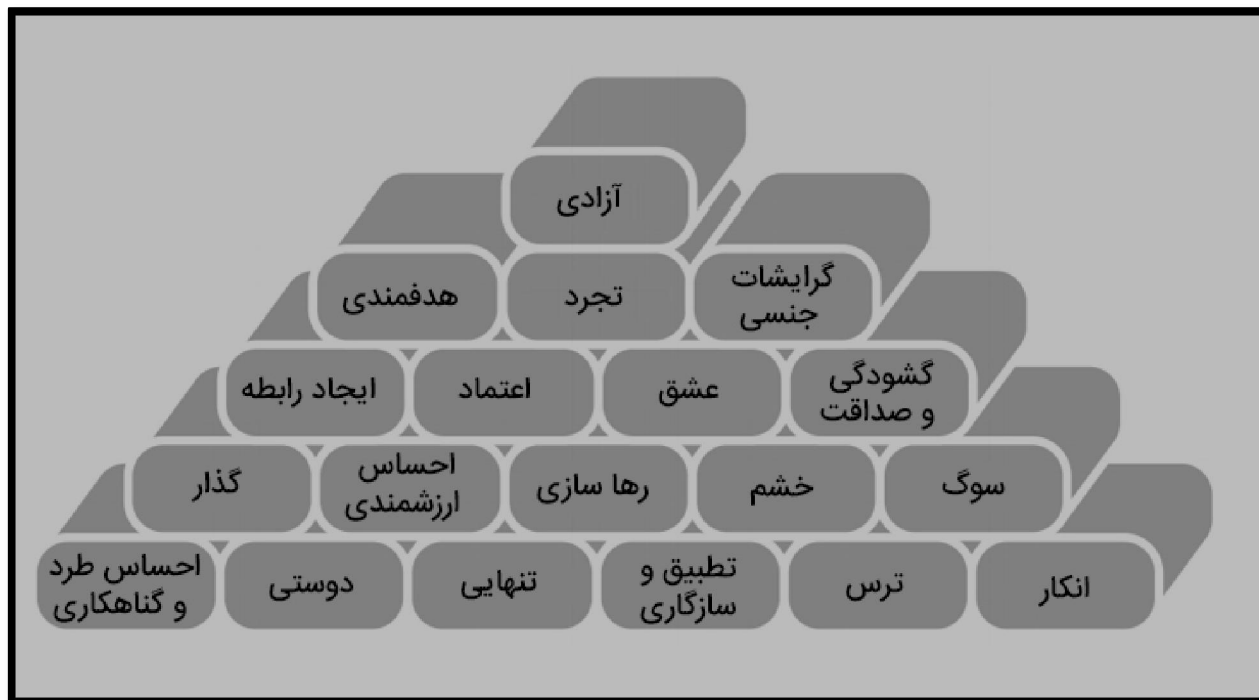 آزادی
گرایشات
جنسی
تجرد
هدفمندی
گشودگی
و صداقت
عشق
اعتماد
ایجاد رابطه
سوگ
خشم
رها سازی
احساس
ارزشمندی
گذار
انکار
ترس
تطبیق و
سازگاری
تنهایی
دوستی
احساس طرد
و گناهکاری